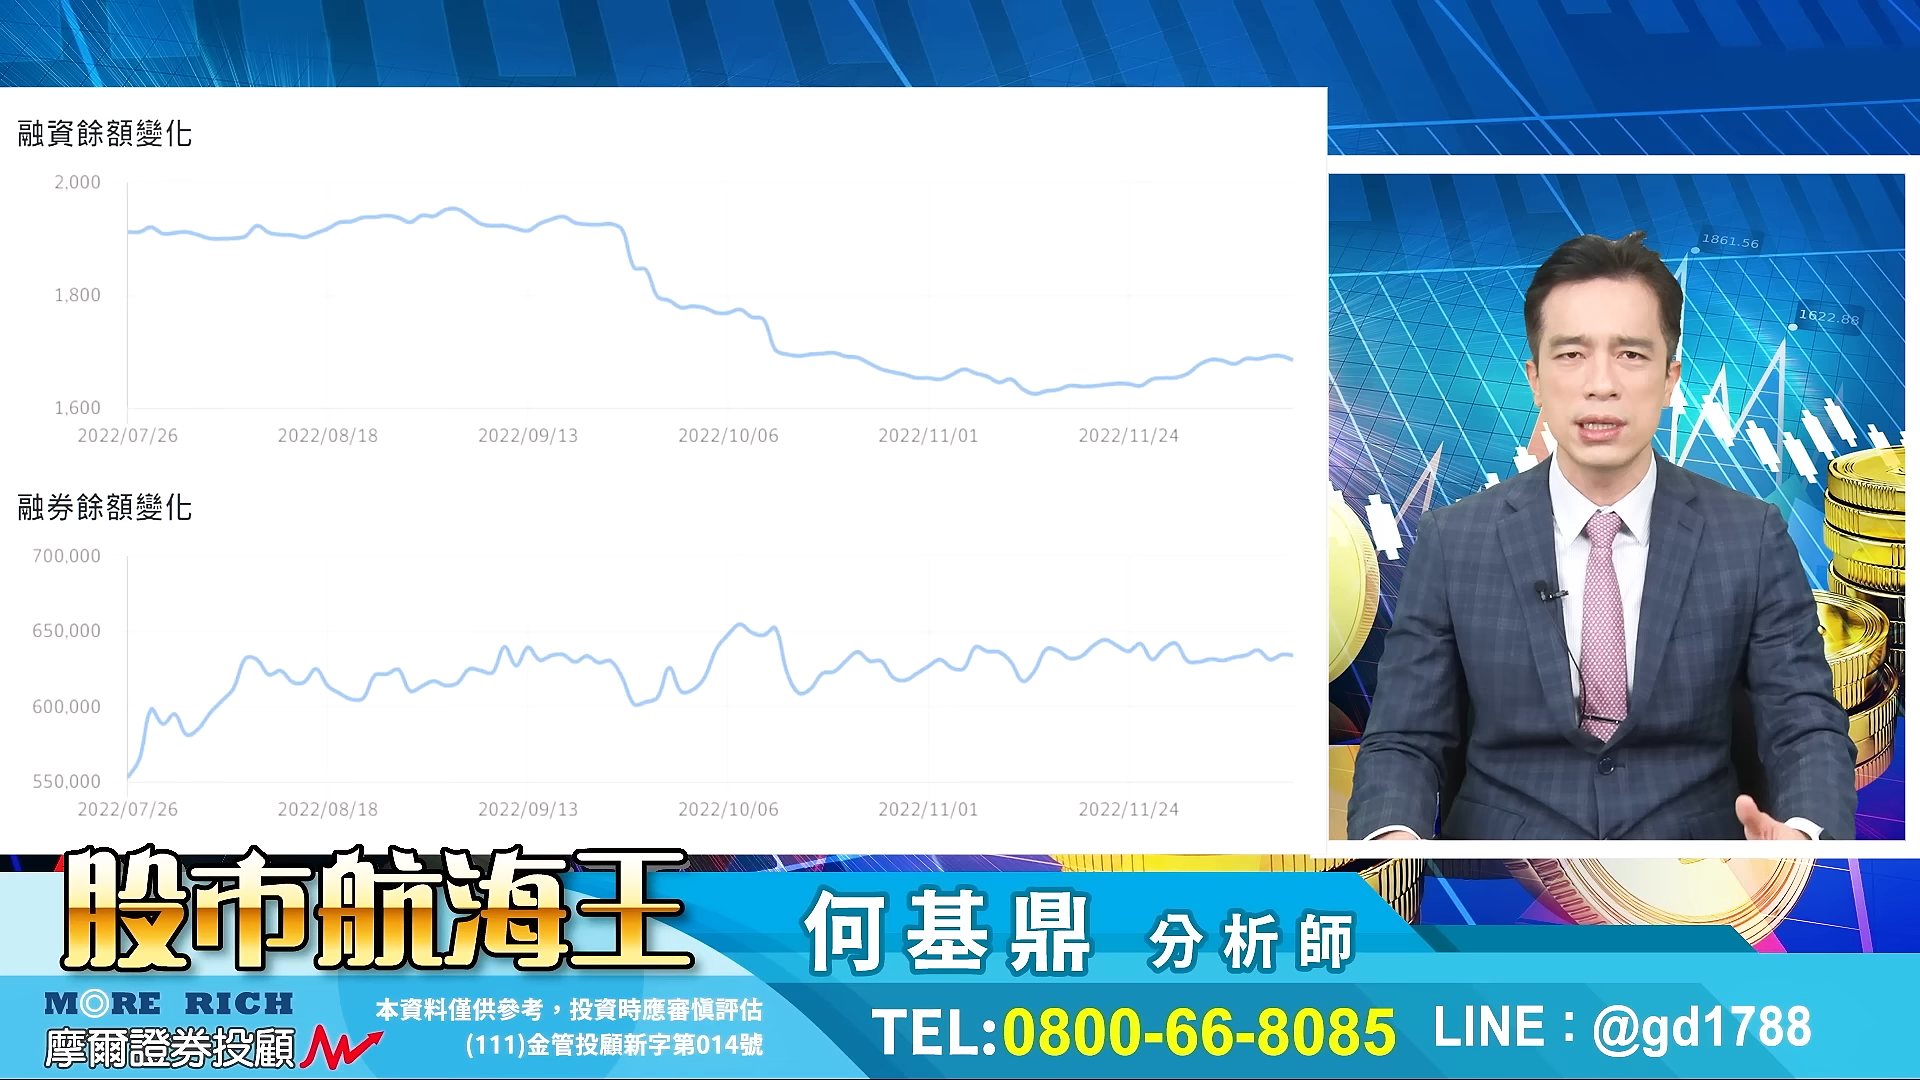 融資餘額變化
2,000
1,800
1,600
2022/07/26 2022/08/18 2022/09/13 2022/10/06 2022/11/01 2022/11/24
融券餘額變化
700,000
650,000
600,000
550,000
2022/07/26 2022/08/18 2022/09/13 2022/10/06 2022/11/01 2022/11/24
1861.56
1622.88
股市航海王
MORE RICH
摩爾證券投顧
本資料僅供參考，投資時應審慎評估
(111)金管投顧新字第014號
何基鼎 分析師
TEL:0800-66-8085
LINE：@gd1788